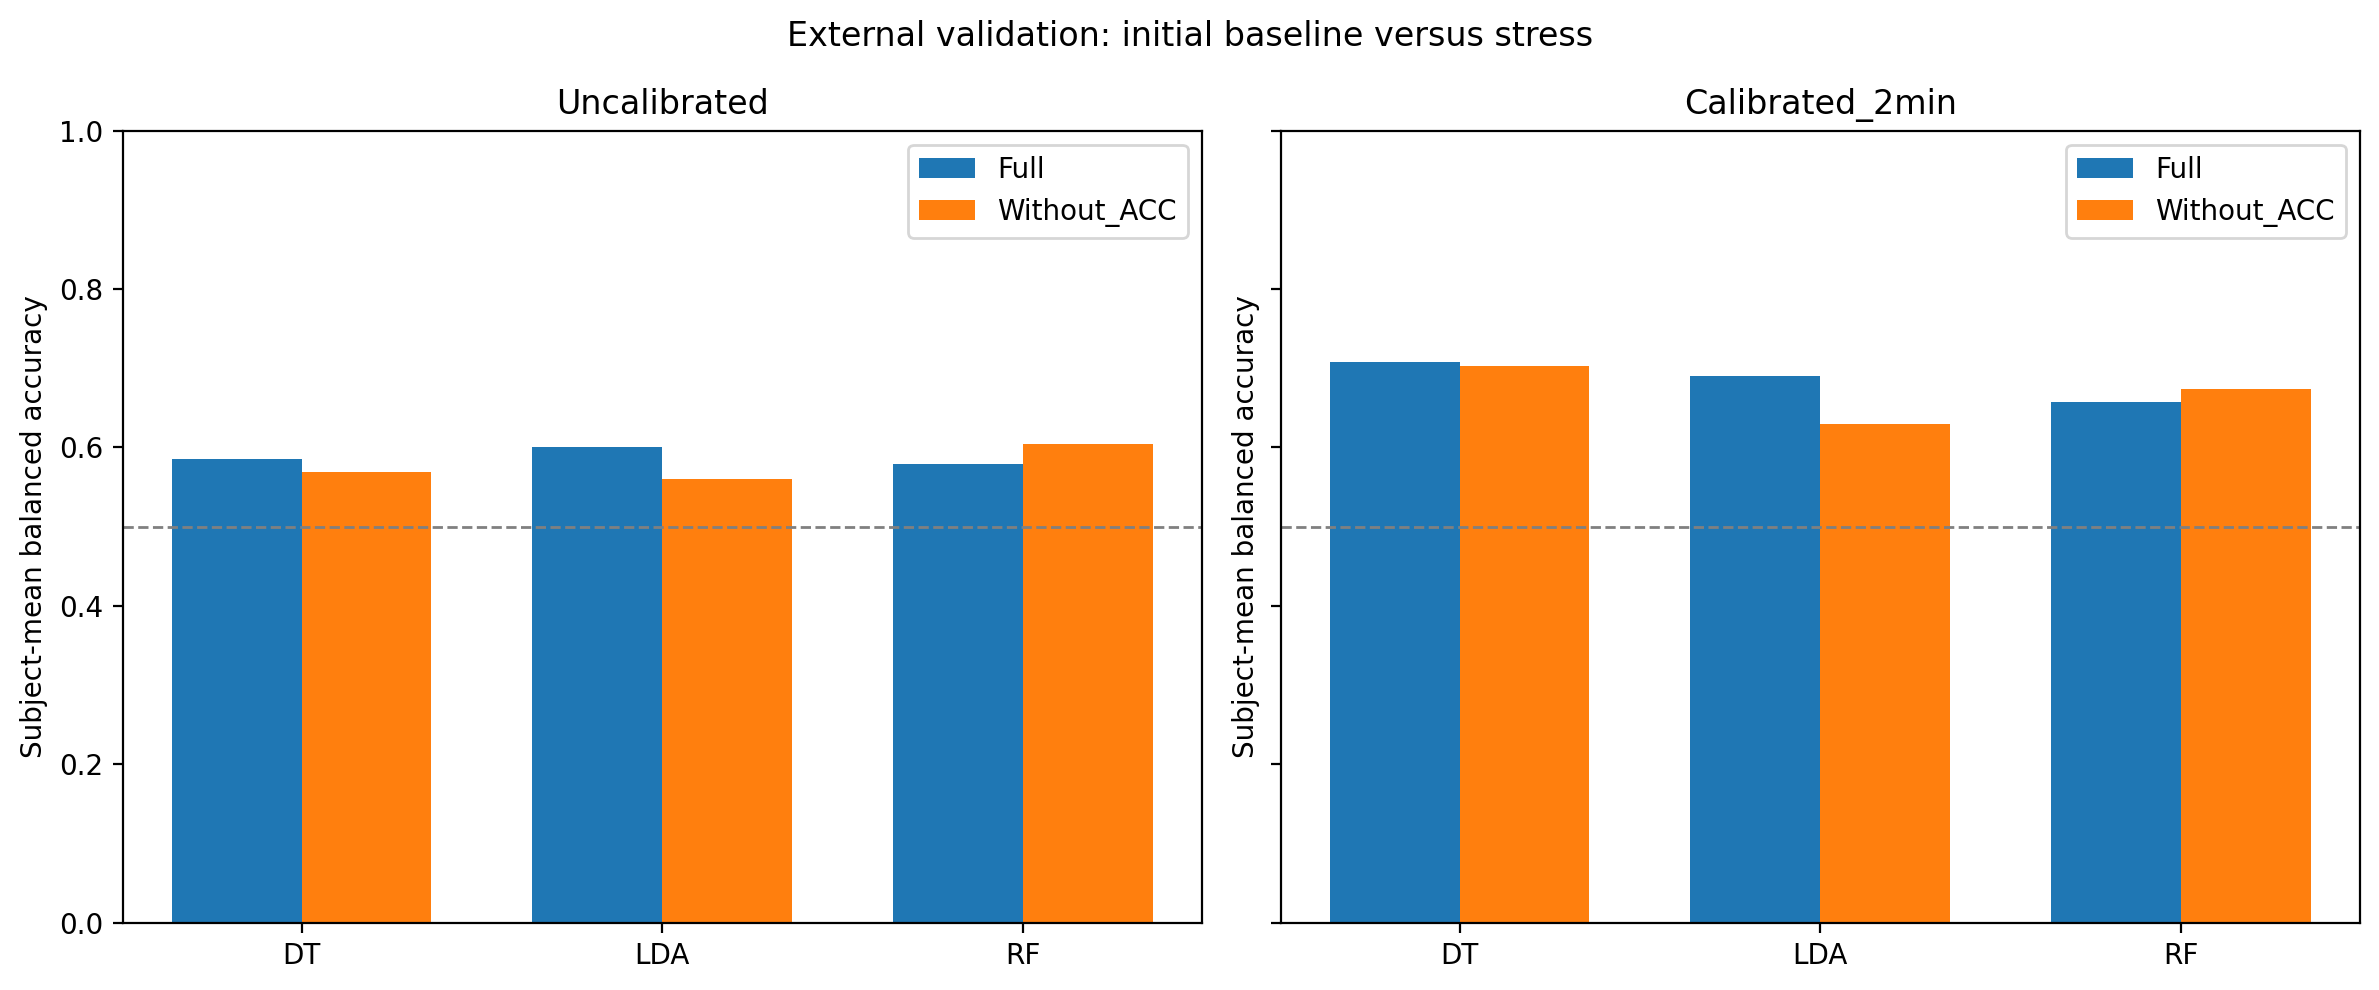 External validation: initial baseline versus stress
Uncalibrated
Subject-mean balanced accuracy
1.0
0.8
0.6
0.4
0.2
0.0
Full
Without_ACC
DT
LDA
RF
Calibrated_2min
Subject-mean balanced accuracy
Full
Without_ACC
DT
LDA
RF